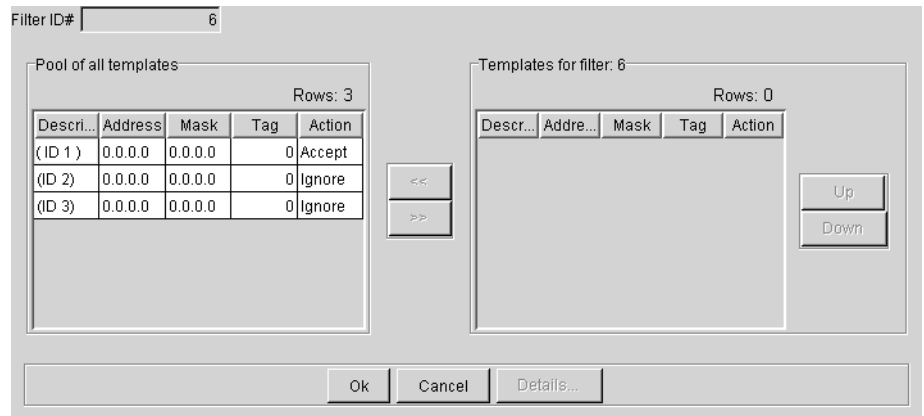 Filter ID# 6
Pool of all templates
Rows: 3
Descri... Address Mask Tag Action
( ID 1 ) 0.0.0.0 0.0.0.0 0 Accept
(ID 2) 0.0.0.0 0.0.0.0 0 Ignore
(ID 3) 0.0.0.0 0.0.0.0 0 Ignore
<<
>>
Templates for filter: 6
Rows: 0
Descr... Addre... Mask Tag Action
Up
Down
Ok Cancel Details...